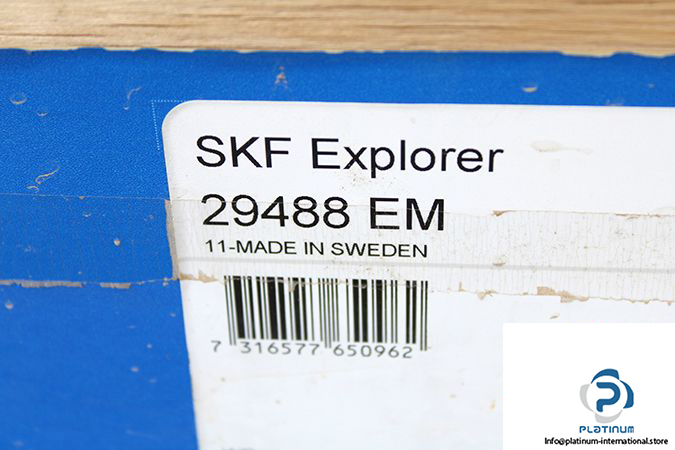 SKF Explorer
29488 EM
11-MADE IN SWEDEN
7 316577 650962
PLATINUM
Info@platinum-international.store